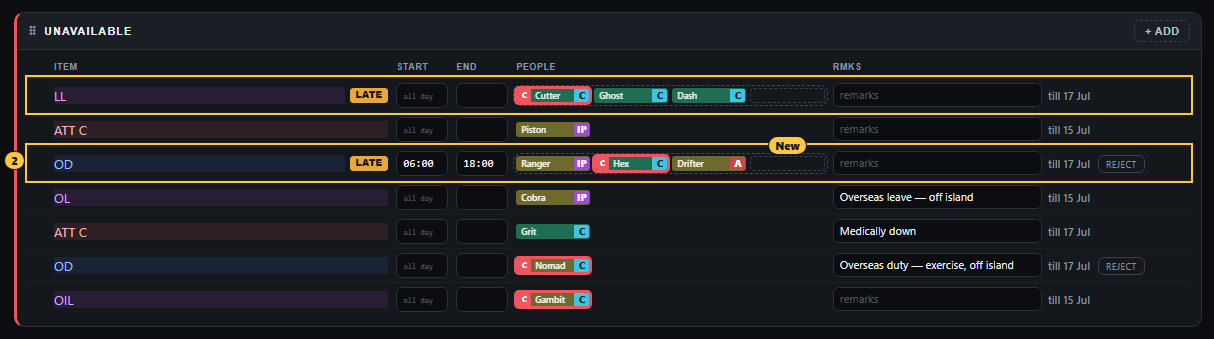 UNAVAILABLE + ADD
ITEM START END PEOPLE RMKS
LL LATE all day C Cutter C Ghost C Dash C remarks till 17 Jul
ATT C all day Piston IP remarks till 15 Jul
New
2 OD LATE 06:00 18:00 Ranger IP C Hex C Drifter A remarks till 17 Jul REJECT
OL all day Cobra IP Overseas leave — off island till 15 Jul
ATT C all day Grit C Medically down till 17 Jul
OD all day C Nomad C Overseas duty — exercise, off island till 17 Jul REJECT
OIL all day C Gambit C remarks till 15 Jul